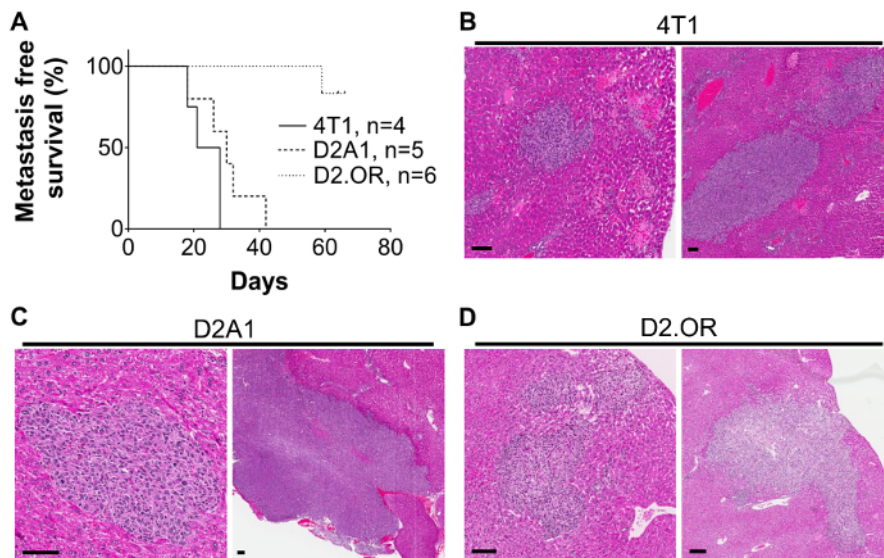 A
Metastasis free
survival (%)
100
50
0
0 20 40 60 80
Days
4T1, n=4
D2A1, n=5
D2.OR, n=6
B
4T1
C
D2A1
D
D2.OR